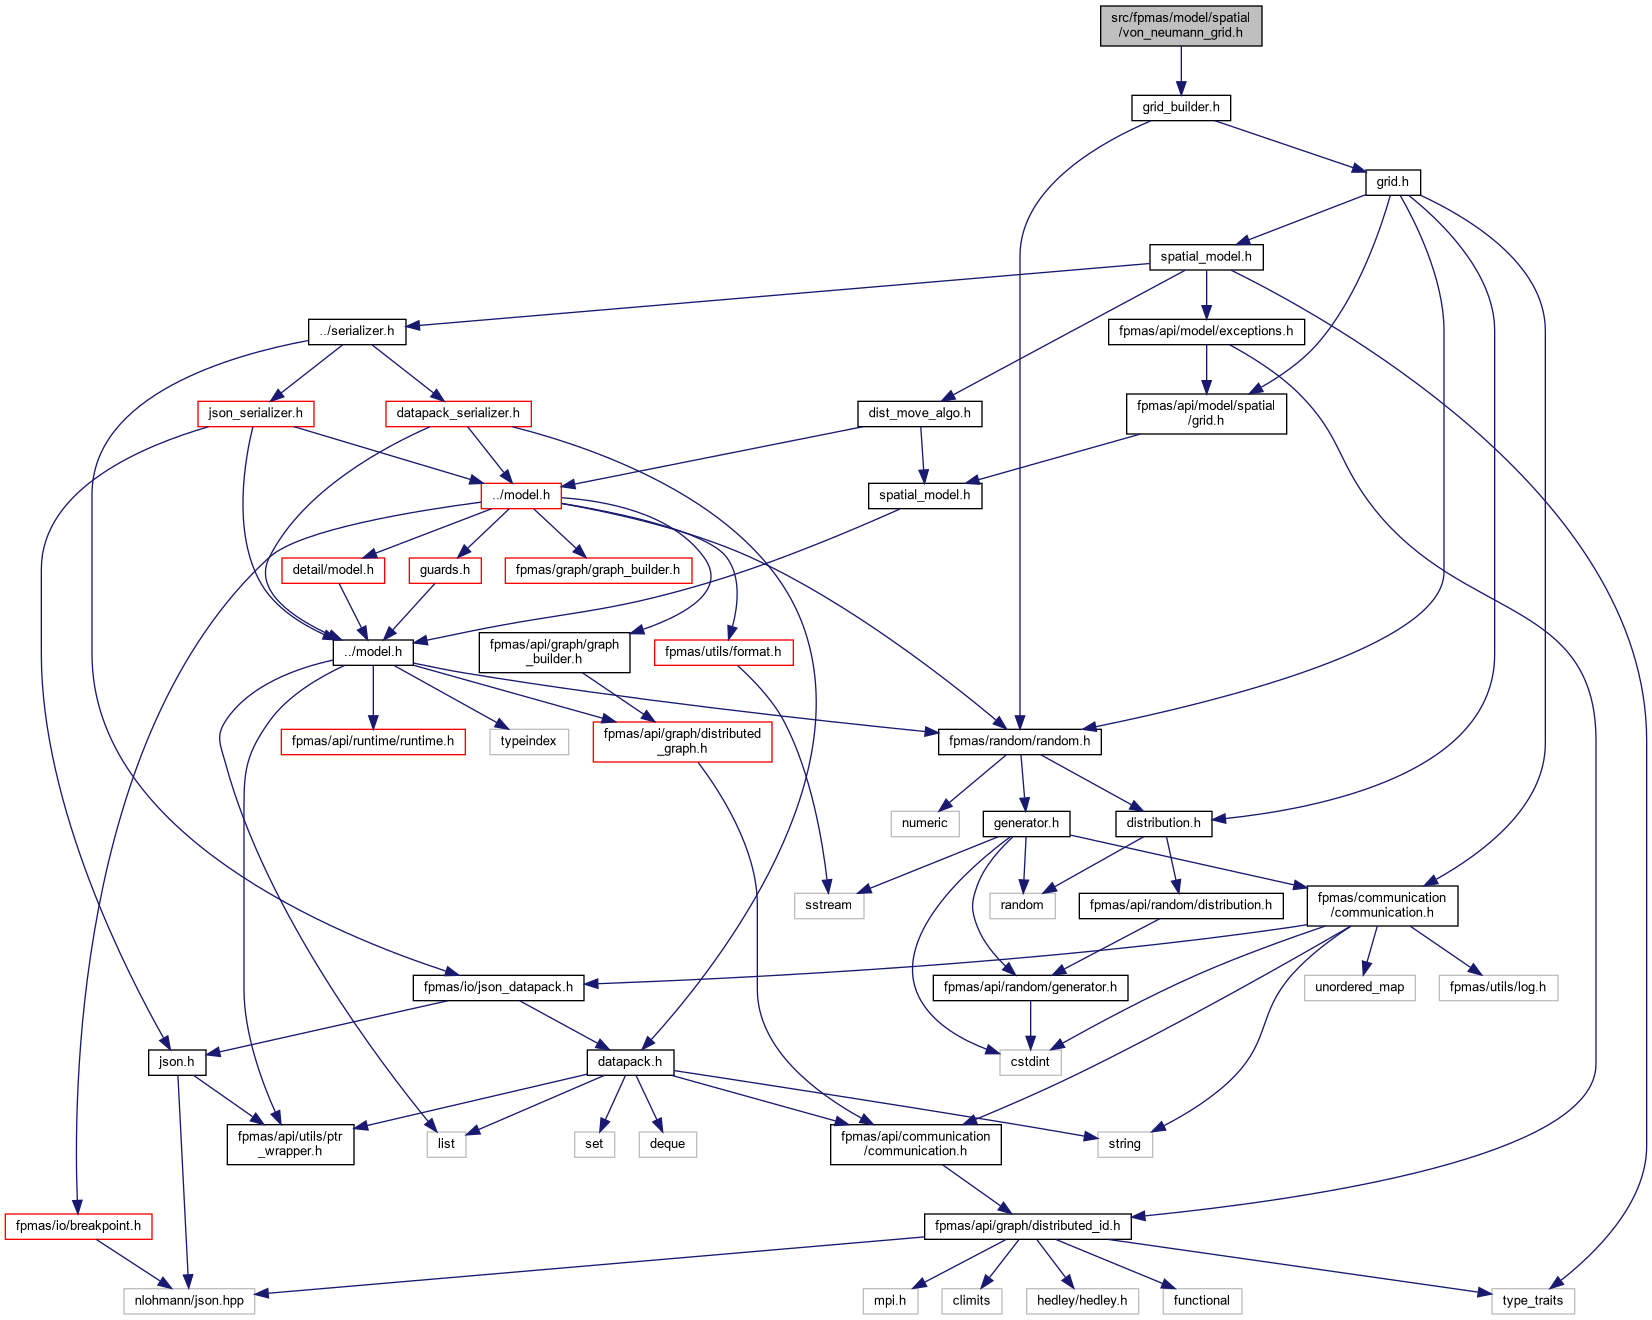 src/fpmas/model/spatial
/von_neumann_grid.h
grid_builder.h
grid.h
spatial_model.h
../serializer.h
fpmas/api/model/exceptions.h
json_serializer.h
datapack_serializer.h
dist_move_algo.h
fpmas/api/model/spatial
/grid.h
../model.h
spatial_model.h
detail/model.h
guards.h
fpmas/graph/graph_builder.h
../model.h
fpmas/api/graph/graph
_builder.h
fpmas/utils/format.h
fpmas/api/runtime/runtime.h
typeindex
fpmas/api/graph/distributed
_graph.h
fpmas/random/random.h
numeric
generator.h
distribution.h
sstream
random
fpmas/api/random/distribution.h
fpmas/communication
/communication.h
fpmas/io/json_datapack.h
fpmas/api/random/generator.h
unordered_map
fpmas/utils/log.h
json.h
datapack.h
cstdint
fpmas/api/utils/ptr
_wrapper.h
list
set
deque
fpmas/api/communication
/communication.h
string
fpmas/io/breakpoint.h
fpmas/api/graph/distributed_id.h
nlohmann/json.hpp
mpi.h
climits
hedley/hedley.h
functional
type_traits